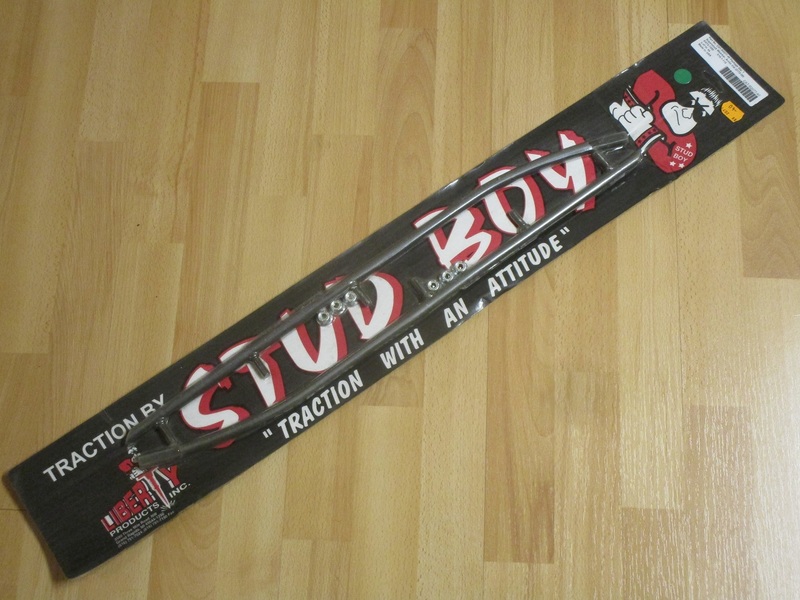 TRACTION BY
STUD BOY
" TRACTION WITH AN ATTITUDE"
LIBERTY
PRODUCTS INC.
STUD
BOY